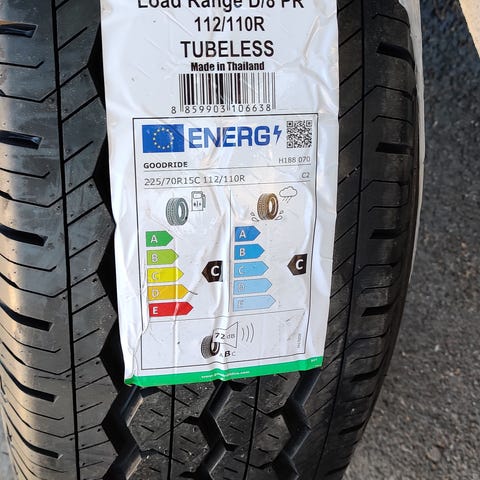 Load Range D/8 PR
112/110R
TUBELESS
Made in Thailand
8 859903 106638
ENERG
GOODRIDE H188 070
225/70R15C 112/110R C2
A A
B B
C C C C
D D
E E
72 dB
ABC